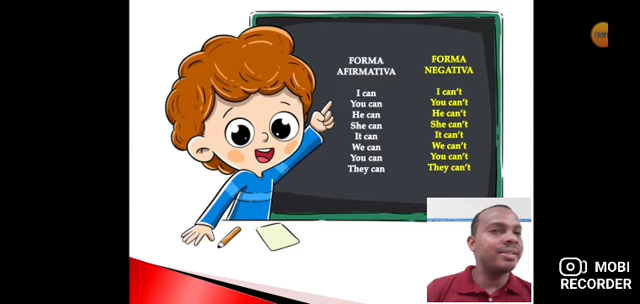 FORMA
AFIRMATIVA
I can
You can
He can
She can
It can
We can
You can
They can
FORMA
NEGATIVA
I can't
You can't
He can't
She can't
It can't
We can't
You can't
They can't
MOBI
RECORDER